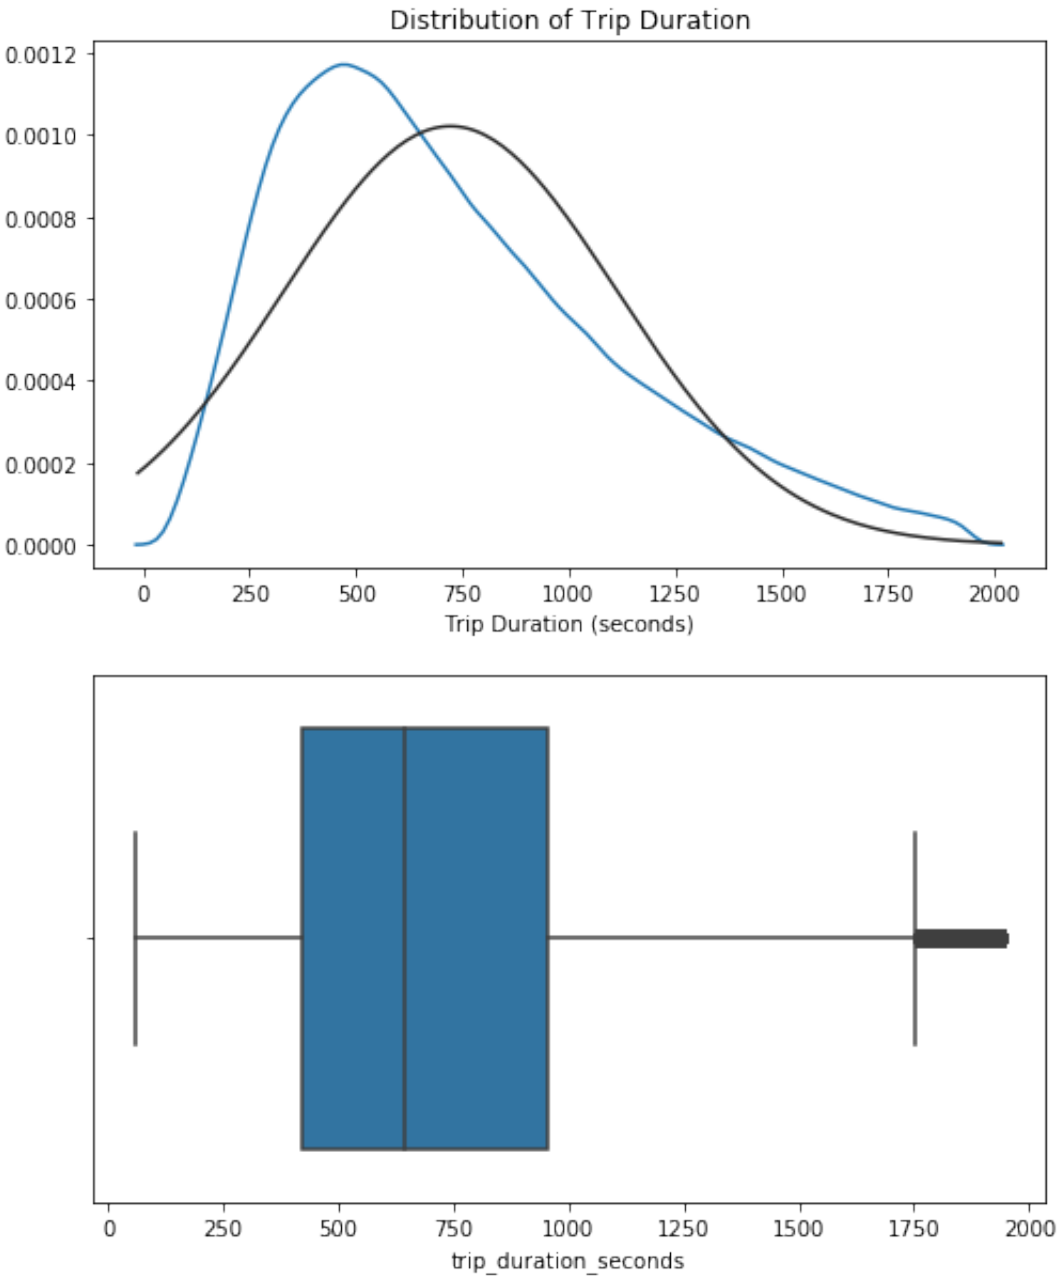 Distribution of Trip Duration
0.0012
0.0010
0.0008
0.0006
0.0004
0.0002
0.0000
0 250 500 750 1000 1250 1500 1750 2000
Trip Duration (seconds)
0 250 500 750 1000 1250 1500 1750 2000
trip_duration_seconds